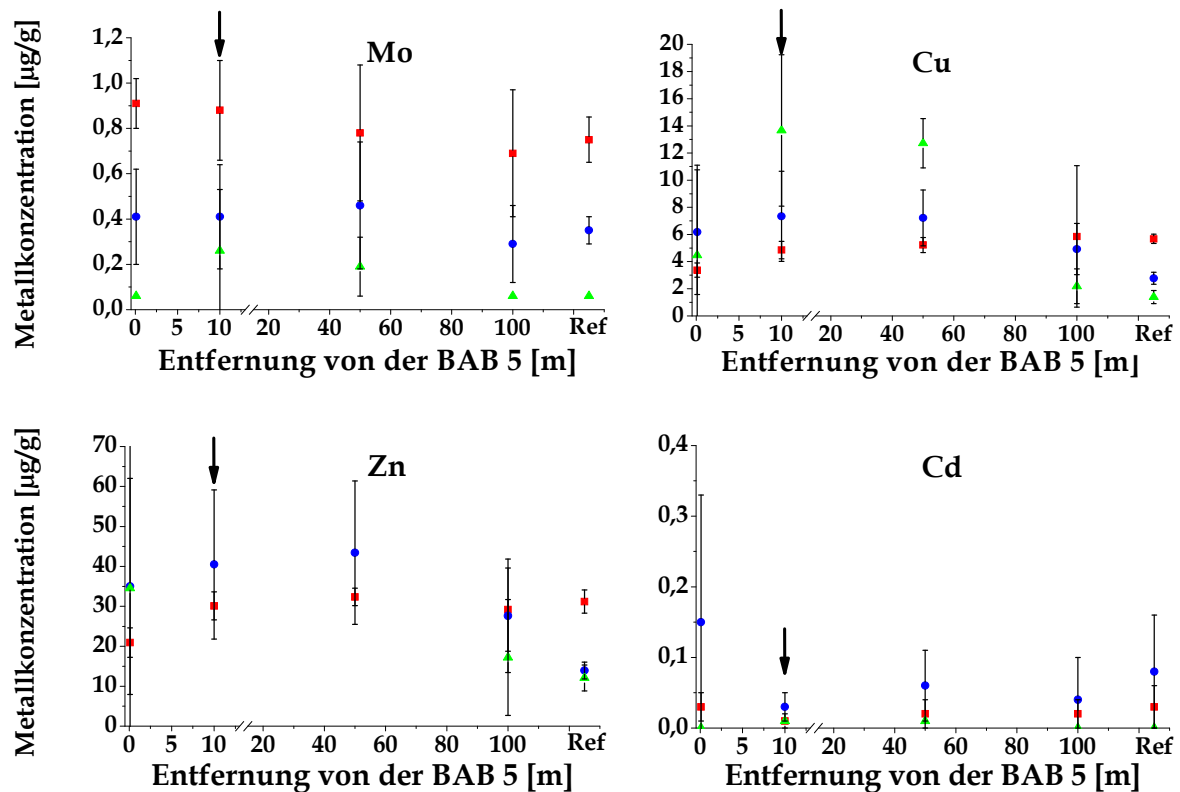 Metallkonzentration [µg/g]
1,2
1,0
0,8
0,6
0,4
0,2
0,0
Mo
0 5 10 20 40 60 80 100 Ref
Entfernung von der BAB 5 [m]
20
18
16
14
12
10
8
6
4
2
0
Cu
0 5 10 20 40 60 80 100 Ref
Entfernung von der BAB 5 [m]
Metallkonzentration [µg/g]
70
60
50
40
30
20
10
0
Zn
0 5 10 20 40 60 80 100 Ref
Entfernung von der BAB 5 [m]
0,4
0,3
0,2
0,1
0,0
Cd
0 5 10 20 40 60 80 100 Ref
Entfernung von der BAB 5 [m]